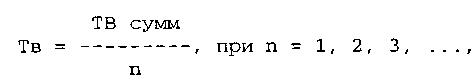 ТВ сумм
Тв = ---------, при n = 1, 2, 3, ...,
n